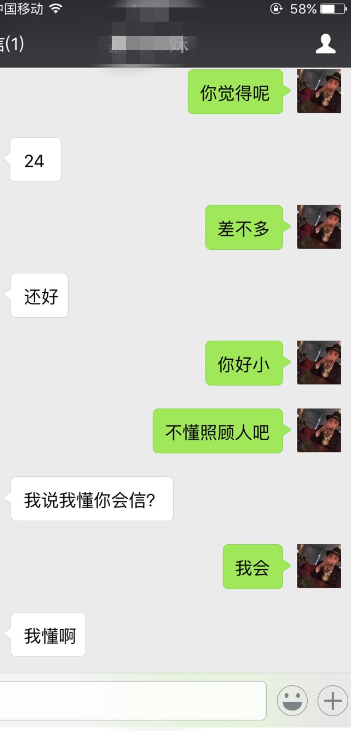 中国移动 58%
信(1) 妹
你觉得呢
24
差不多
还好
你好小
不懂照顾人吧
我说我懂你会信?
我会
我懂啊